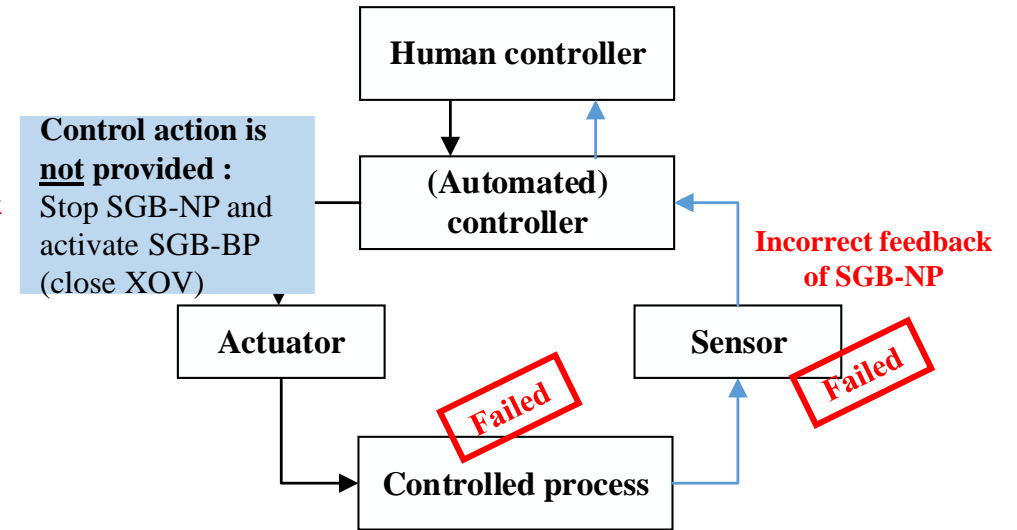 Human controller
Control action is
not provided :
Stop SGB-NP and
activate SGB-BP
(close XOV)
(Automated)
controller
Incorrect feedback
of SGB-NP
Actuator
Sensor
Failed
Failed
Controlled process